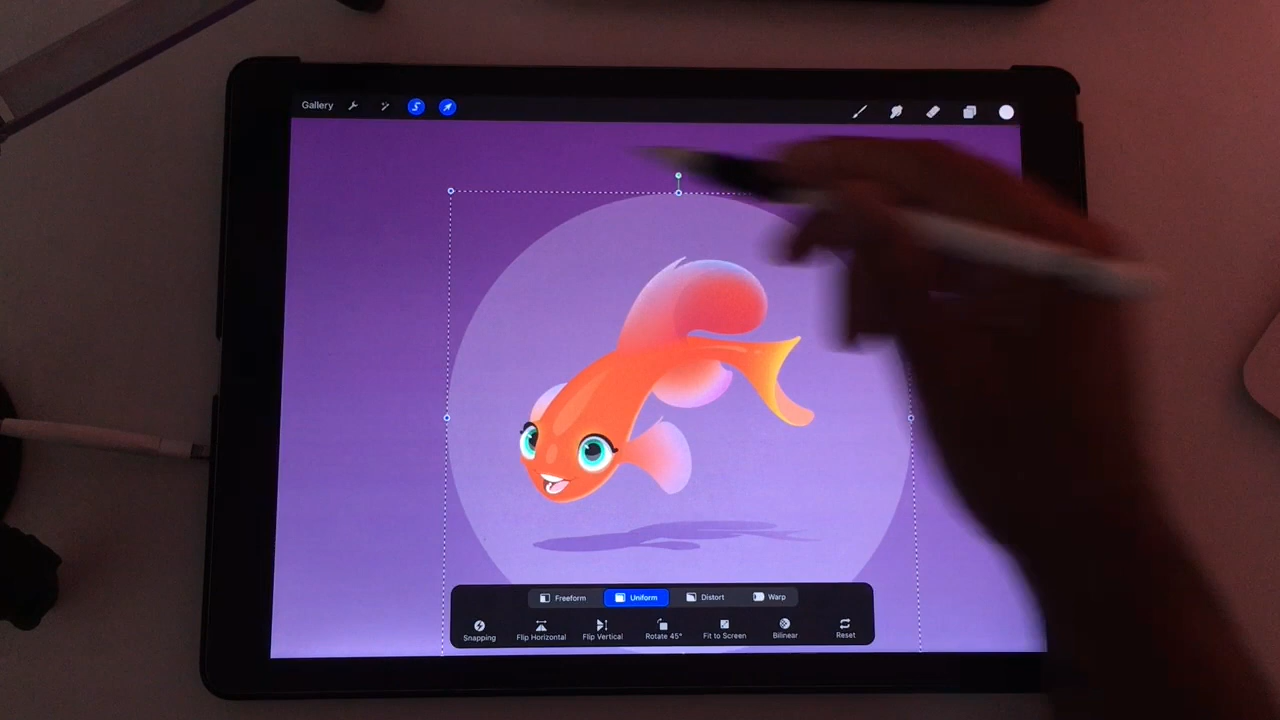 Gallery
Freeform Uniform Distort Warp
Snapping Flip Horizontal Flip Vertical Rotate 45° Fit to Screen Bilinear Reset